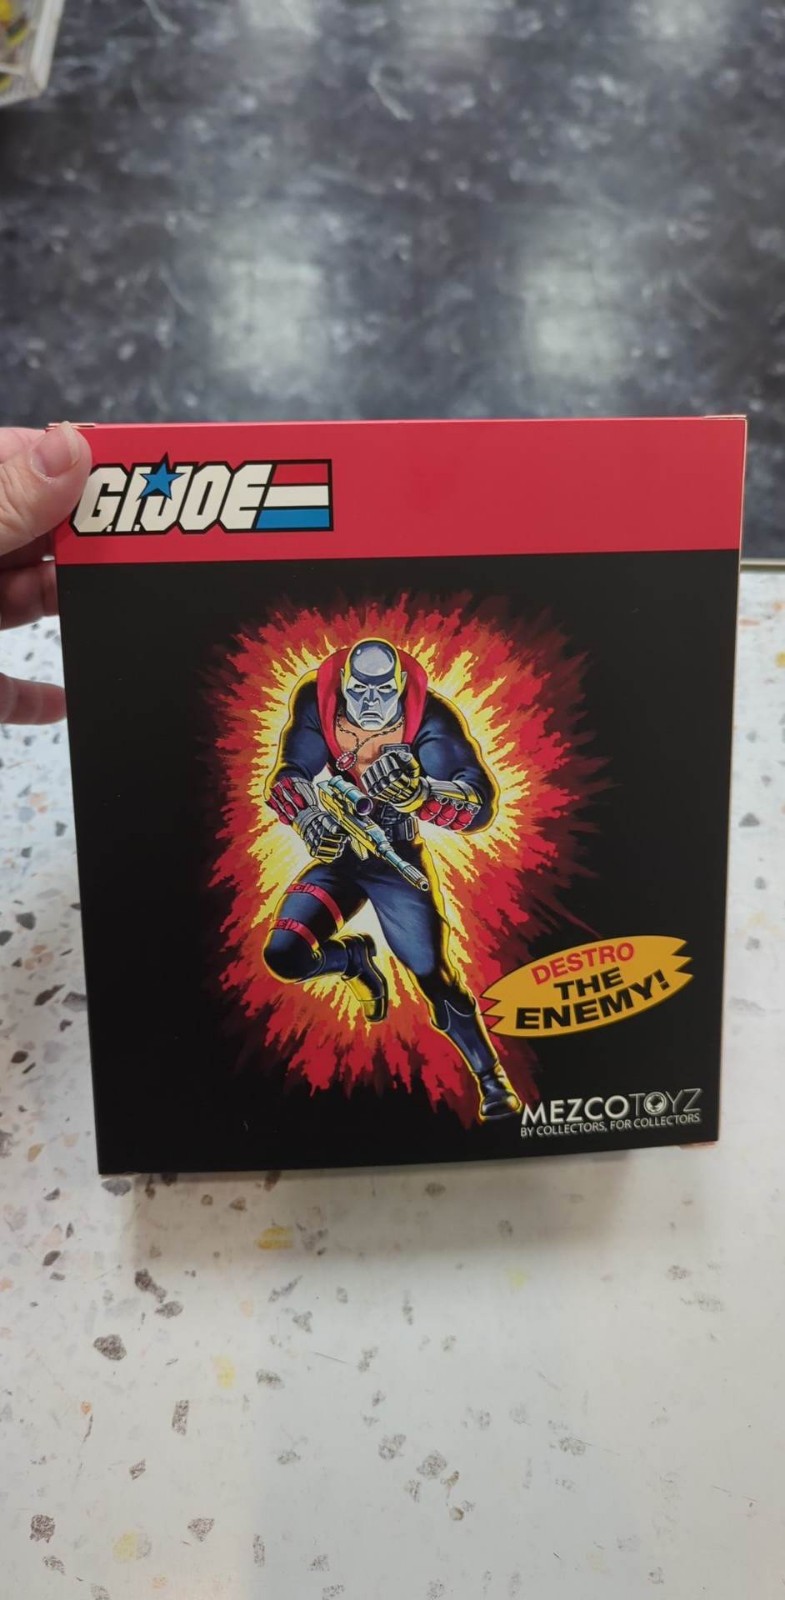 G.I.JOE
DESTRO
THE
ENEMY!
MEZCOTOYZ
BY COLLECTORS, FOR COLLECTORS